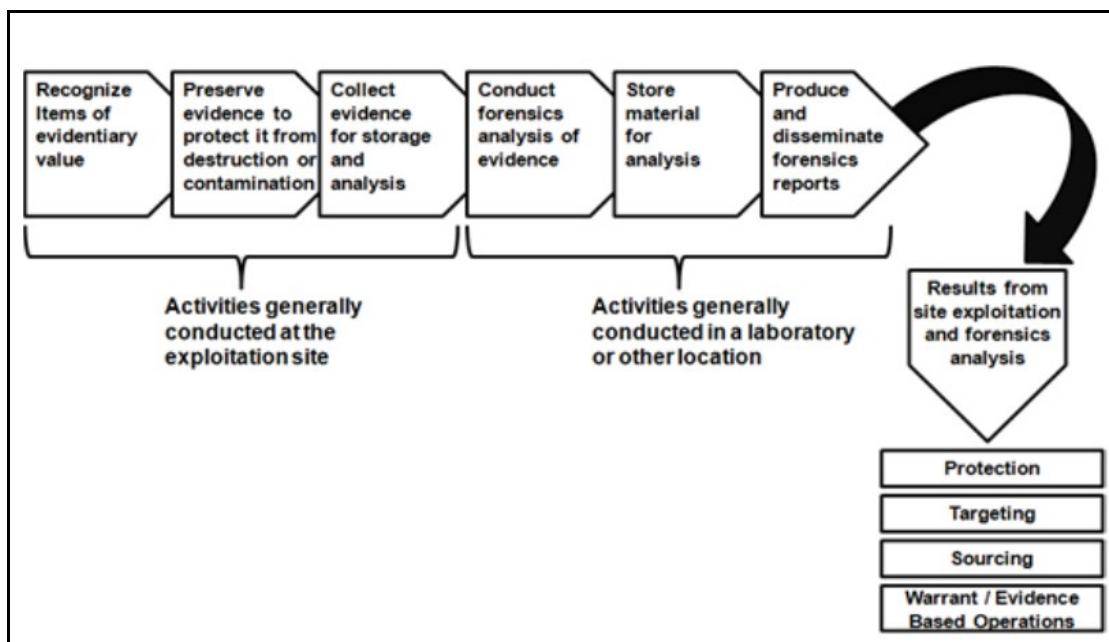 Recognize
Items of
evidentiary
value
Preserve
evidence to
protect it from
destruction or
contamination
Collect
evidence
for storage
and
analysis
Conduct
forensics
analysis of
evidence
Store
material
for
analysis
Produce
and
disseminate
forensics
reports
Activities generally
conducted at the
exploitation site
Activities generally
conducted in a laboratory
or other location
Results from
site exploitation
and forensics
analysis
Protection
Targeting
Sourcing
Warrant / Evidence
Based Operations